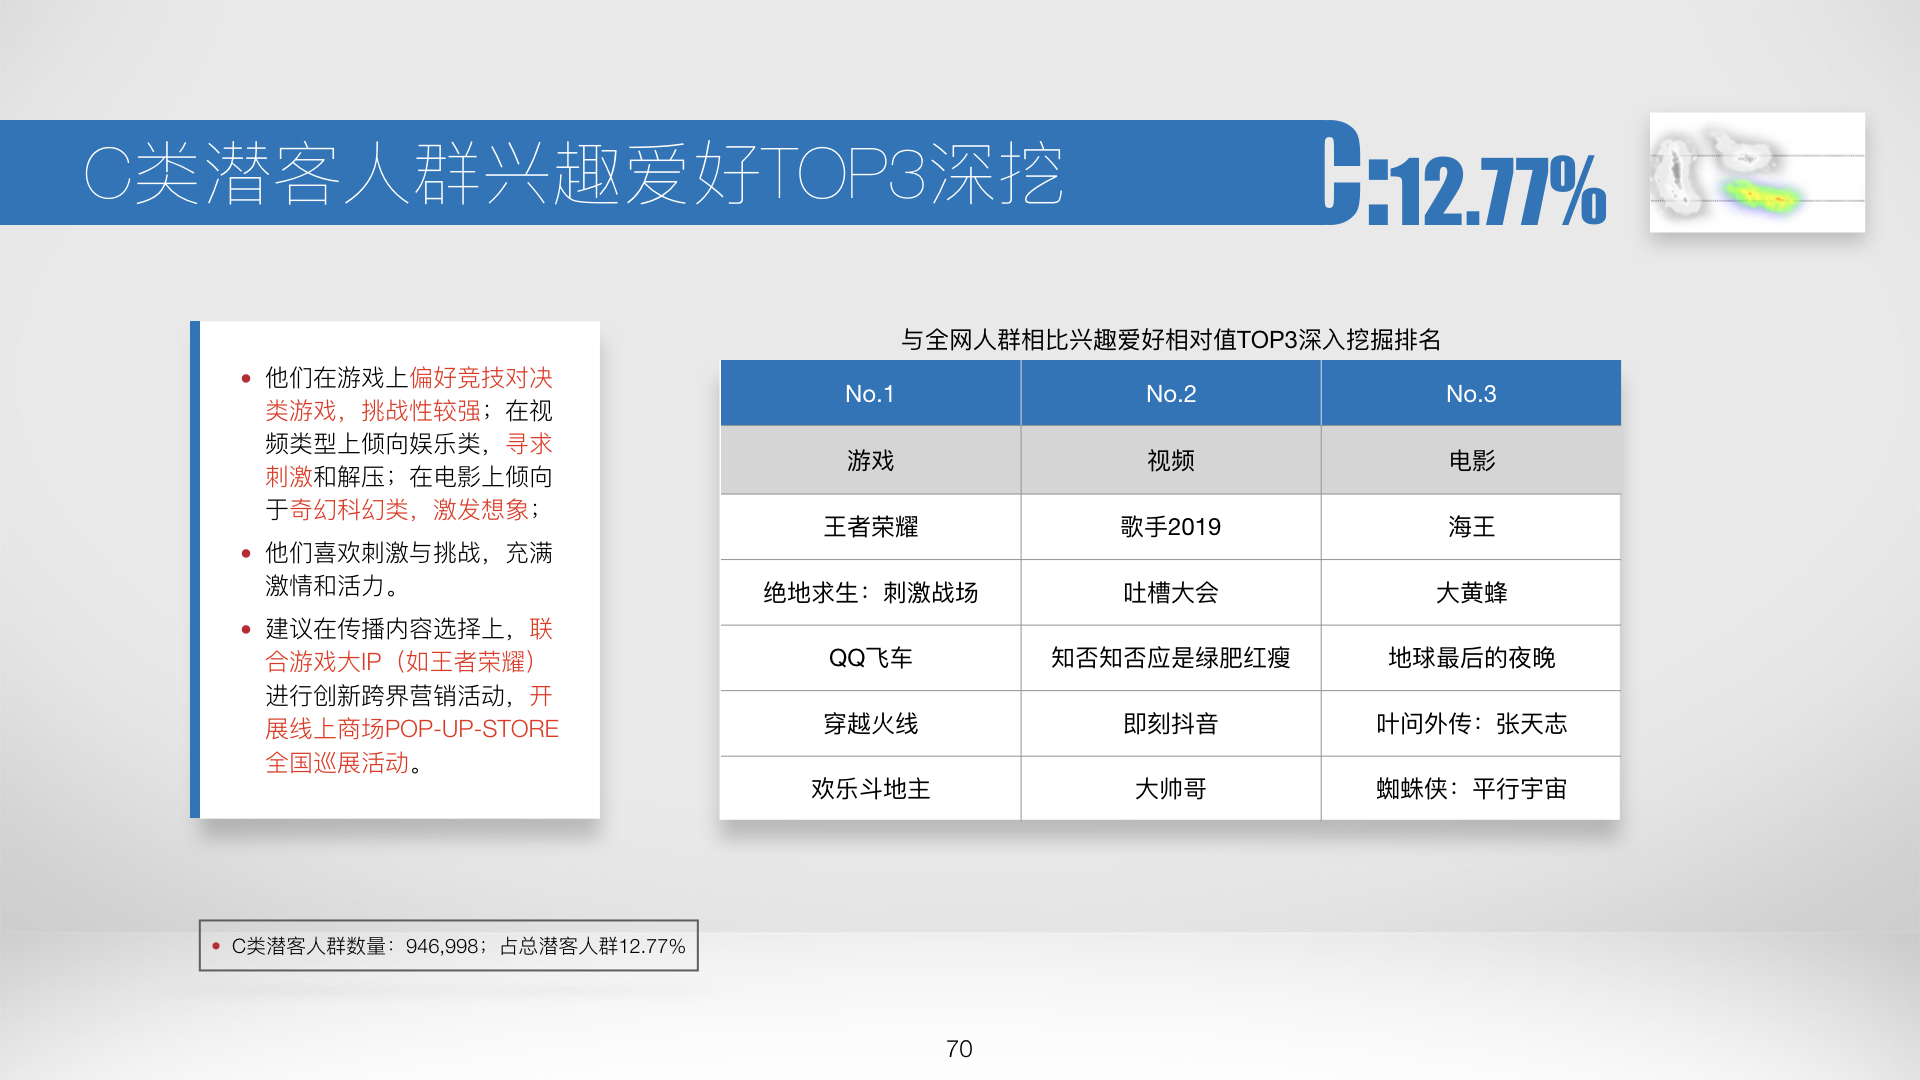 C类潜客人群兴趣爱好TOP3深挖
C:12.77%
• 他们在游戏上偏好竞技对决
类游戏，挑战性较强；在视
频类型上倾向娱乐类，寻求
刺激和解压；在电影上倾向
于奇幻科幻类，激发想象；
• 他们喜欢刺激与挑战，充满
激情和活力。
• 建议在传播内容选择上，联
合游戏大IP（如王者荣耀）
进行创新跨界营销活动，开
展线上商场POP-UP-STORE
全国巡展活动。
与全网人群相比兴趣爱好相对值TOP3深入挖掘排名
No.1 No.2 No.3
游戏 视频 电影
王者荣耀 歌手2019 海王
绝地求生：刺激战场 吐槽大会 大黄蜂
QQ飞车 知否知否应是绿肥红瘦 地球最后的夜晚
穿越火线 即刻抖音 叶问外传：张天志
欢乐斗地主 大帅哥 蜘蛛侠：平行宇宙
• C类潜客人群数量：946,998；占总潜客人群12.77%
70